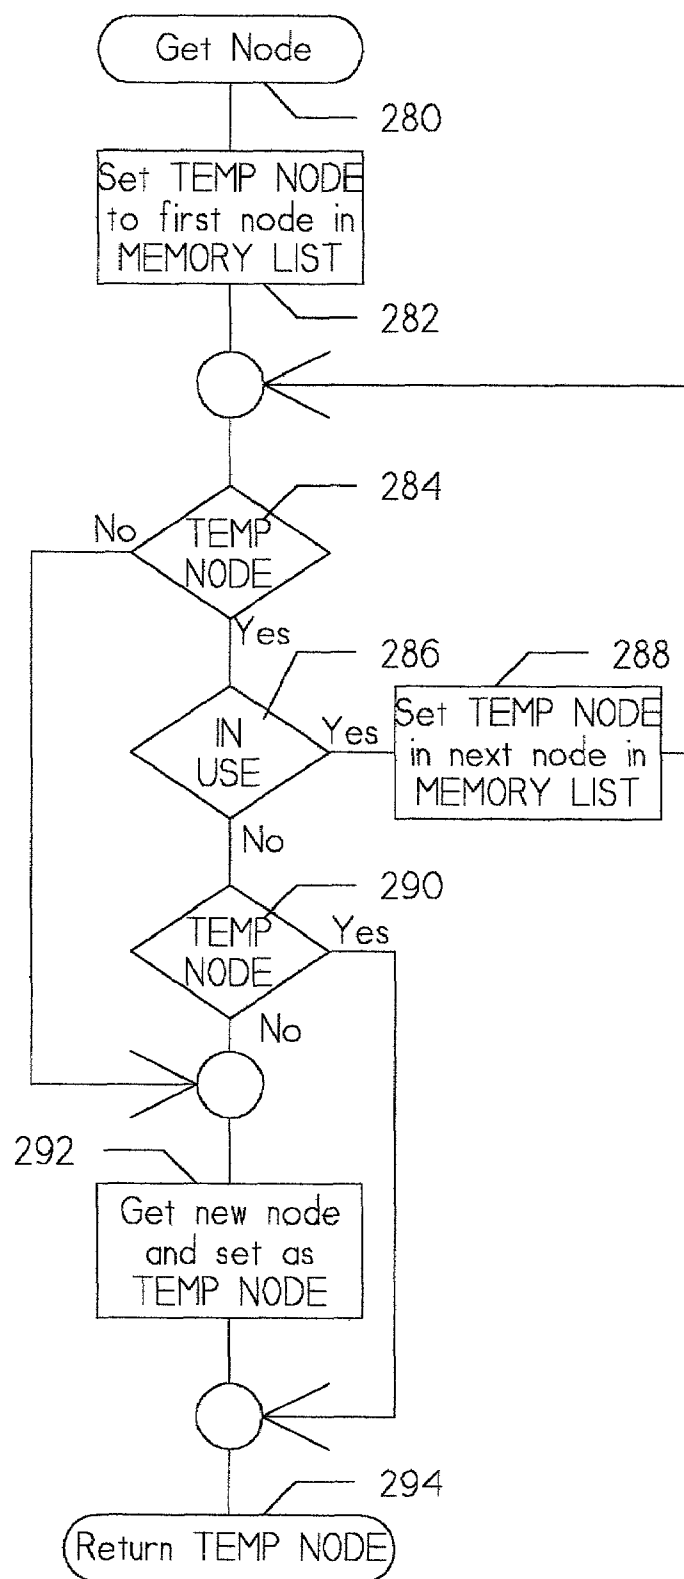 Get Node
280
Set TEMP NODE
to first node in
MEMORY LIST
282
284
No
TEMP
NODE
Yes
286
288
IN
USE
Yes
Set TEMP NODE
in next node in
MEMORY LIST
No
290
TEMP
NODE
Yes
No
292
Get new node
and set as
TEMP NODE
294
Return TEMP NODE